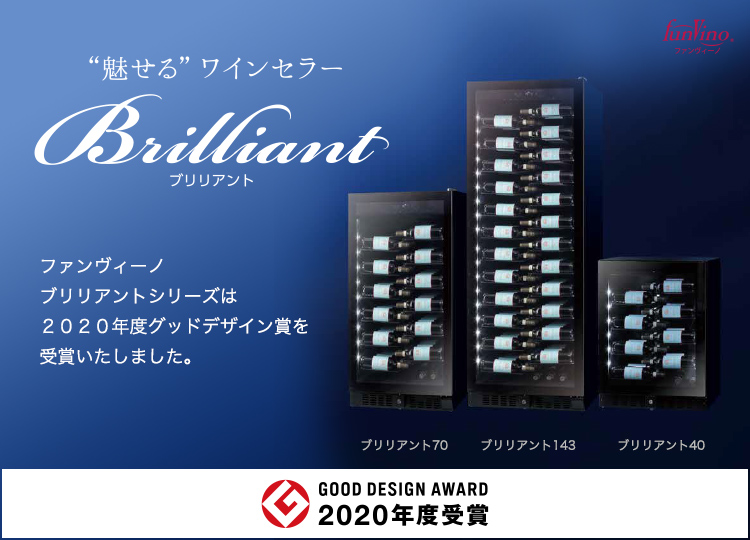 funVino
ファンヴィーノ
“魅せる” ワインセラー
Brilliant
ブリリアント
ファンヴィーノ
ブリリアントシリーズは
２０２０年度グッドデザイン賞を
受賞いたしました。
ブリリアント70
ブリリアント143
ブリリアント40
GOOD DESIGN AWARD
2020年度受賞